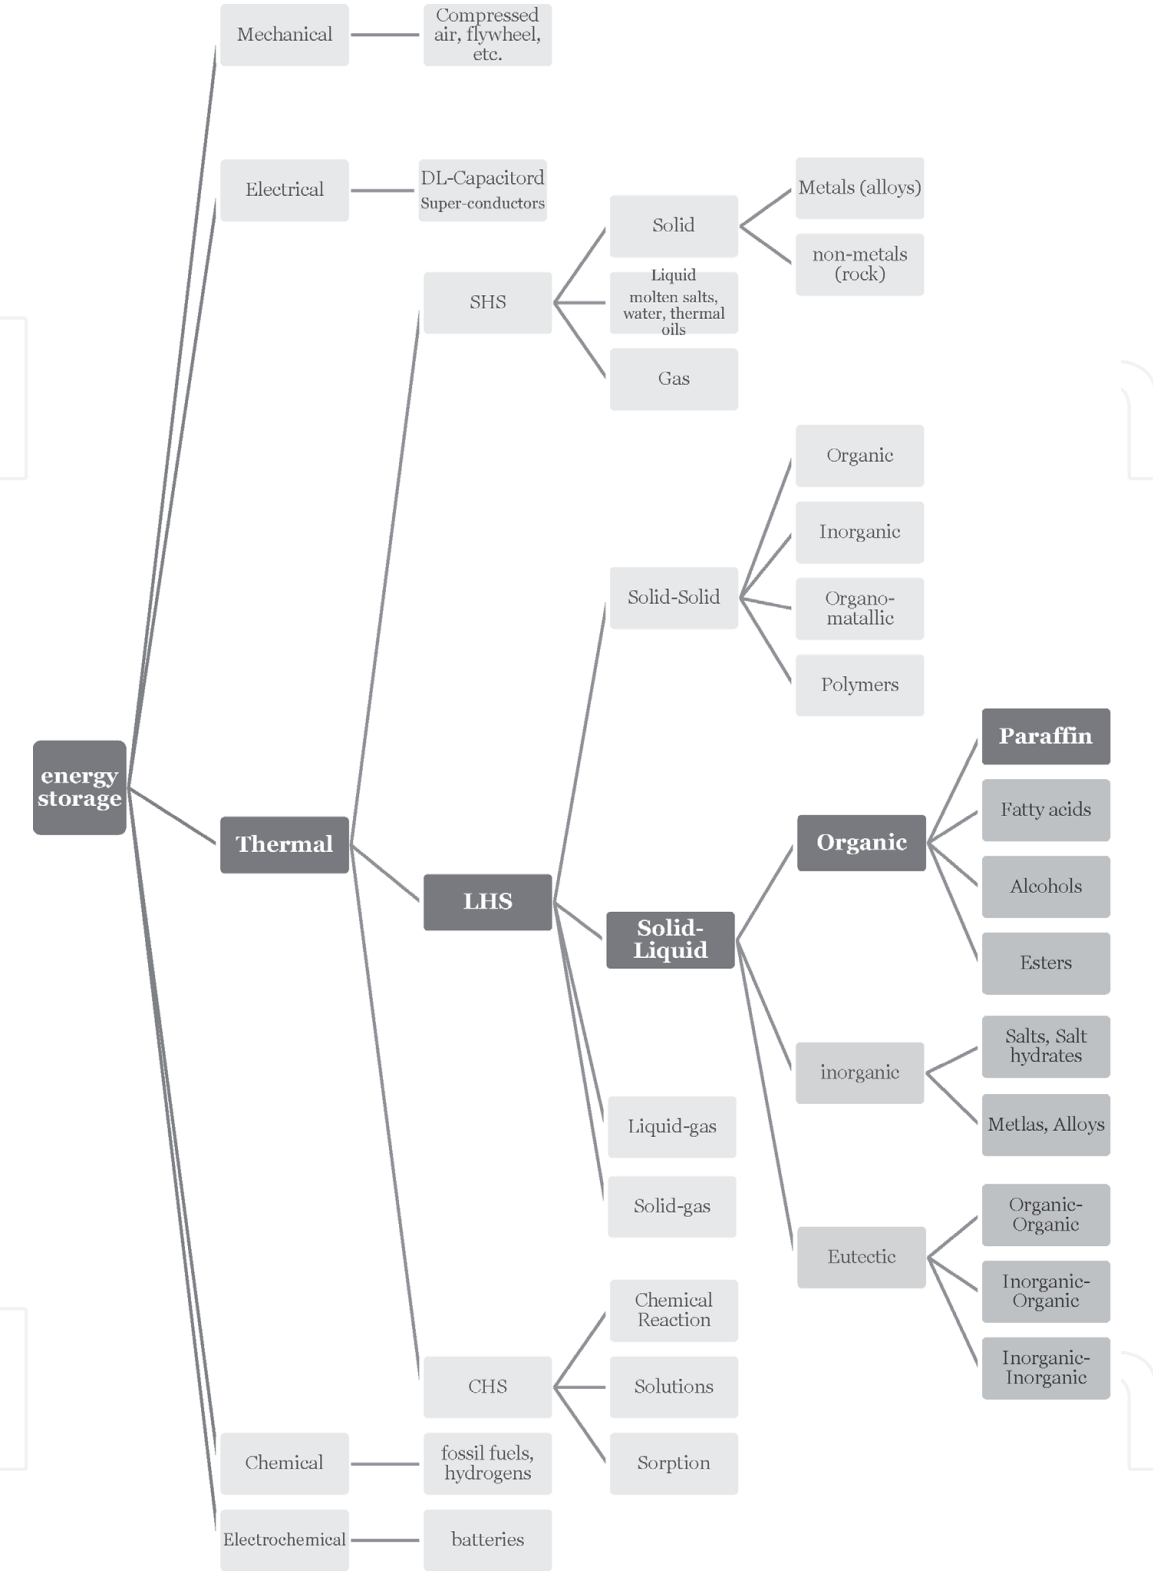 Mechanical
Compressed
air, flywheel,
etc.
Electrical
DL-Capacitord
Super-conductors
Metals (alloys)
Solid
non-metals
(rock)
SHS
Liquid
molten salts,
water, thermal
oils
Gas
Organic
Inorganic
Solid-Solid
Organo-
matallic
Polymers
energy
storage
Thermal
LHS
Solid-
Liquid
Organic
Paraffin
Fatty acids
Alcohols
Esters
inorganic
Salts, Salt
hydrates
Metlas, Alloys
Liquid-gas
Solid-gas
Eutectic
Organic-
Organic
Inorganic-
Organic
Inorganic-
Inorganic
CHS
Chemical
Reaction
Solutions
Sorption
Chemical
fossil fuels,
hydrogens
Electrochemical
batteries